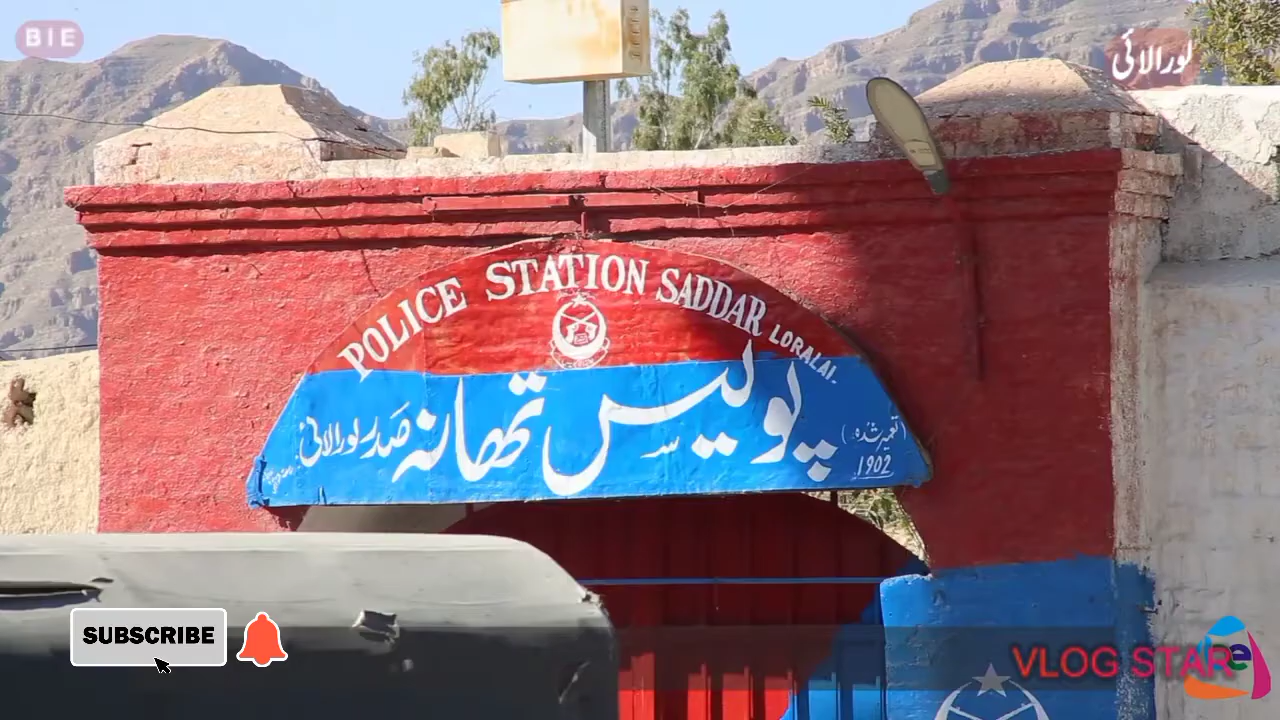 BIE
لورالائی
POLICE STATION SADDAR LORALAI.
پولیس تھانہ صدر لورالائی
(تعمیر شدہ)
1902
SUBSCRIBE
VLOG STAR